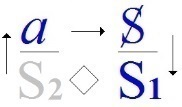 a → $
S2 ◇ S1